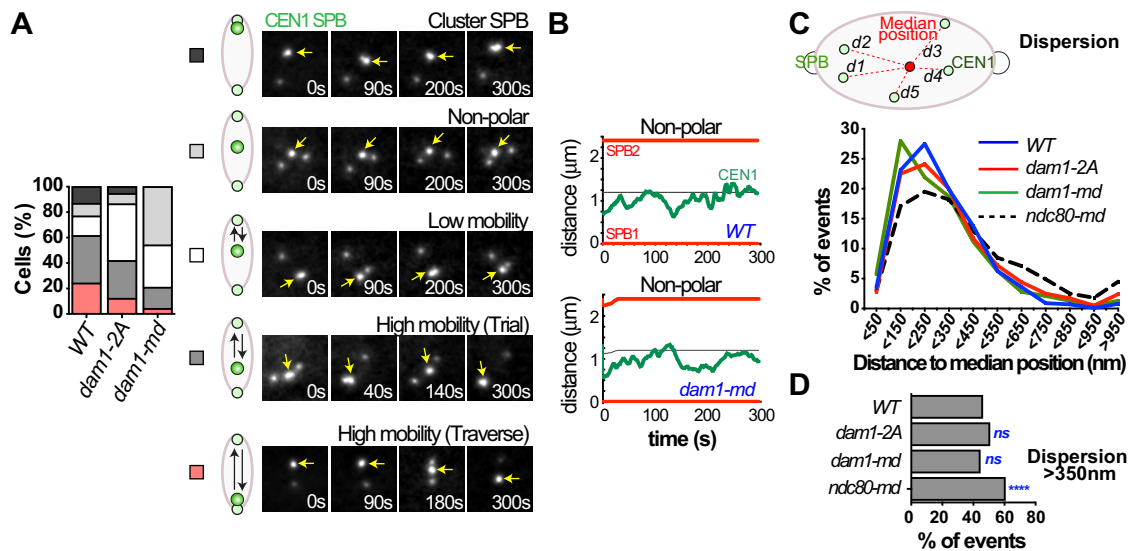 A
CEN1 SPB
Cluster SPB
0s
90s
200s
300s
Non-polar
0s
90s
200s
300s
Low mobility
0s
90s
200s
300s
High mobility (Trial)
0s
40s
140s
300s
High mobility (Traverse)
0s
90s
180s
300s
Cells (%)
100
80
60
40
20
0
WT
dam1-2A
dam1-md
B
Non-polar
distance (µm)
2
1
0
SPB2
CEN1
SPB1
WT
0
100
200
300
Non-polar
distance (µm)
2
1
0
dam1-md
0
100
200
300
time (s)
C
Median
position
d2
d3
SPB
CEN1
d1
d4
d5
Dispersion
% of events
30
25
20
15
10
5
0
WT
dam1-2A
dam1-md
ndc80-md
<50
<150
<250
<350
<450
<550
<650
<750
<850
<950
>950
Distance to median position (nm)
D
WT
dam1-2A
ns
dam1-md
ns
ndc80-md
****
Dispersion
>350nm
0
20
40
60
80
% of events